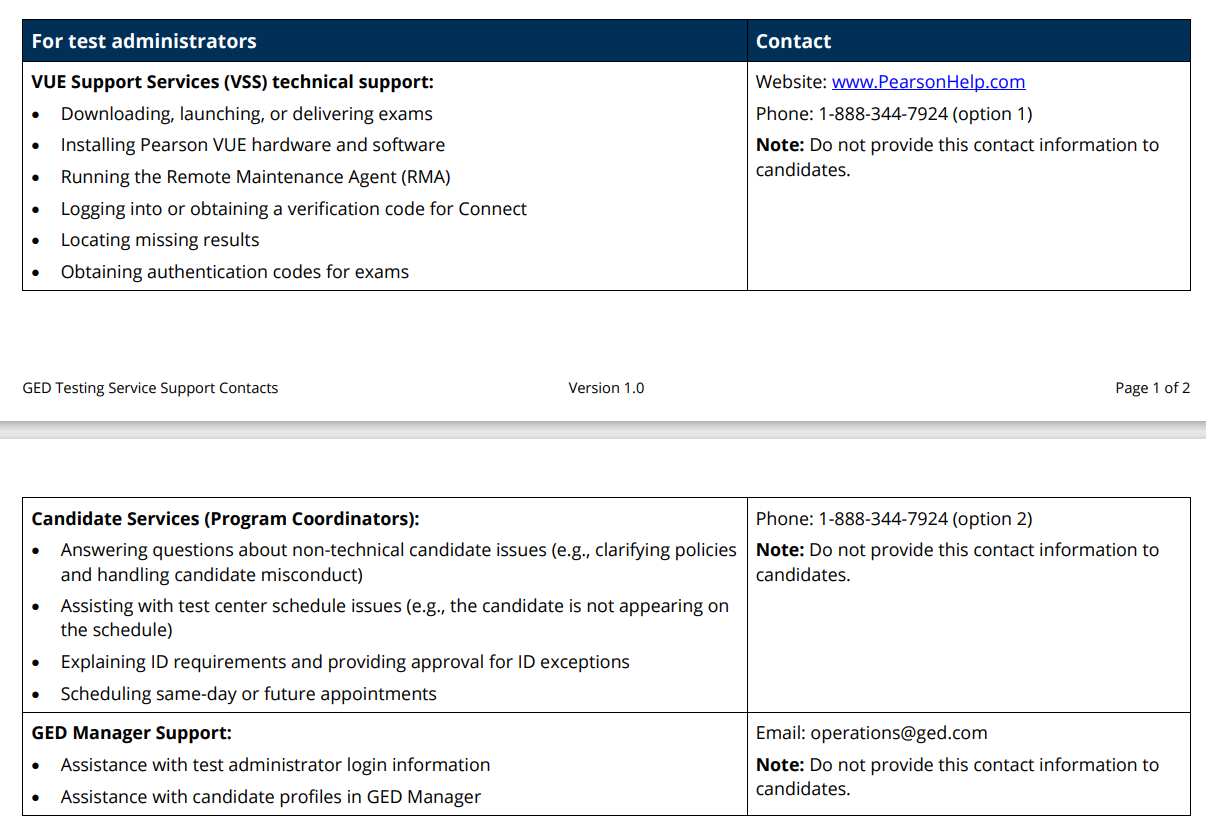 For test administrators
Contact
VUE Support Services (VSS) technical support:
• Downloading, launching, or delivering exams
• Installing Pearson VUE hardware and software
• Running the Remote Maintenance Agent (RMA)
• Logging into or obtaining a verification code for Connect
• Locating missing results
• Obtaining authentication codes for exams
Website: www.PearsonHelp.com
Phone: 1-888-344-7924 (option 1)
Note: Do not provide this contact information to
candidates.
GED Testing Service Support Contacts
Version 1.0
Page 1 of 2
Candidate Services (Program Coordinators):
• Answering questions about non-technical candidate issues (e.g., clarifying policies
and handling candidate misconduct)
• Assisting with test center schedule issues (e.g., the candidate is not appearing on
the schedule)
• Explaining ID requirements and providing approval for ID exceptions
• Scheduling same-day or future appointments
Phone: 1-888-344-7924 (option 2)
Note: Do not provide this contact information to
candidates.
GED Manager Support:
• Assistance with test administrator login information
• Assistance with candidate profiles in GED Manager
Email: operations@ged.com
Note: Do not provide this contact information to
candidates.